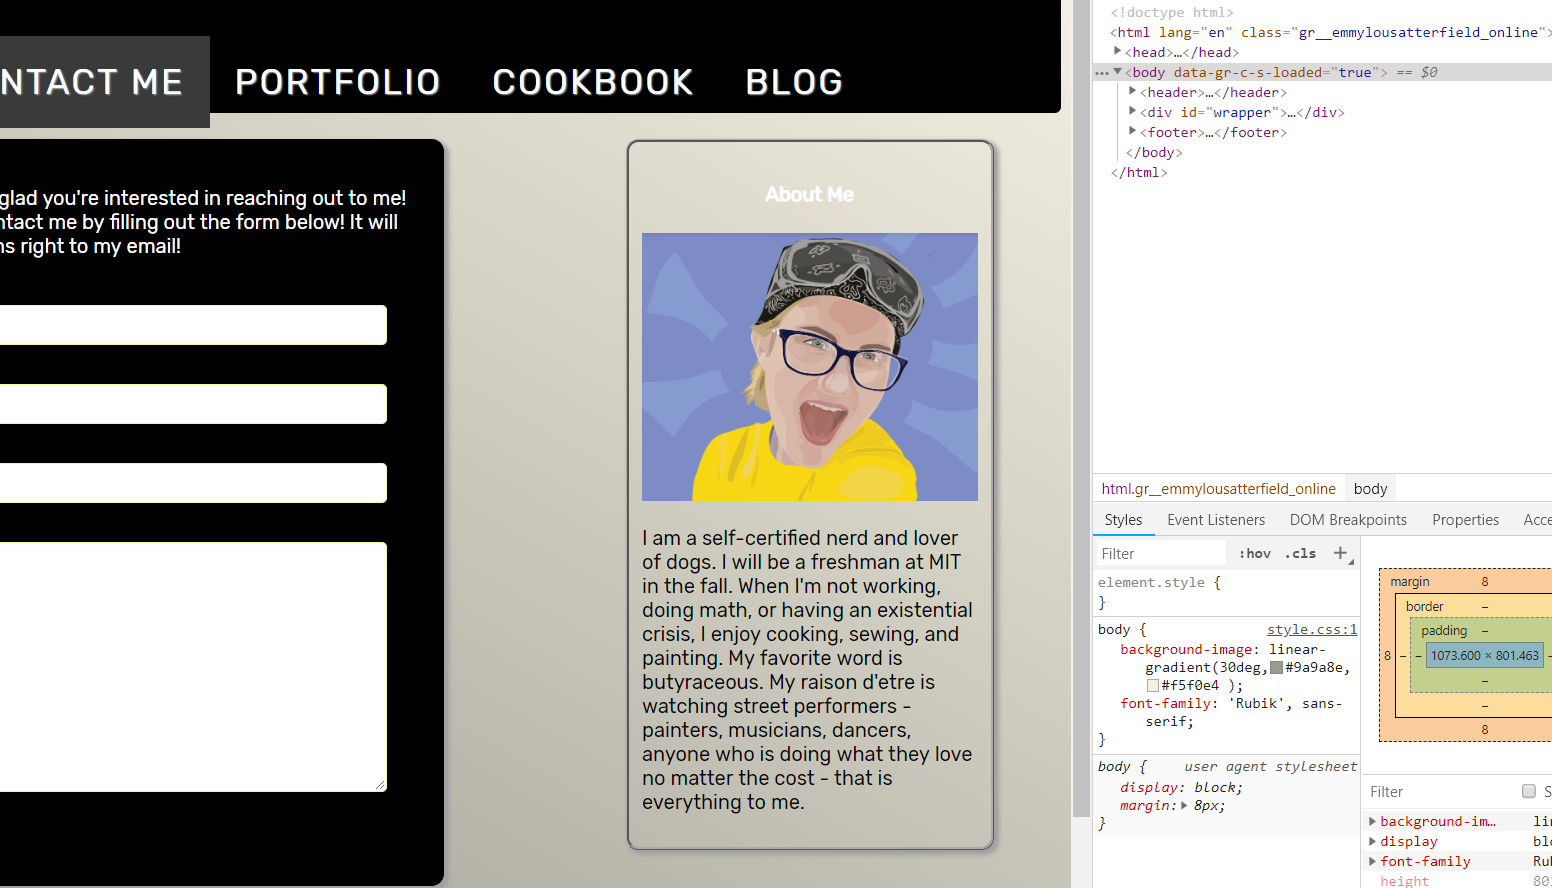 NTACT ME PORTFOLIO COOKBOOK BLOG
glad you're interested in reaching out to me!
ntact me by filling out the form below! It will
ns right to my email!
About Me
I am a self-certified nerd and lover
of dogs. I will be a freshman at MIT
in the fall. When I'm not working,
doing math, or having an existential
crisis, I enjoy cooking, sewing, and
painting. My favorite word is
butyraceous. My raison d'etre is
watching street performers -
painters, musicians, dancers,
anyone who is doing what they love
no matter the cost - that is
everything to me.
<!doctype html>
<html lang="en" class="gr__emmylousatterfield_online">
<head>…</head>
<body data-gr-c-s-loaded="true"> == $0
<header>…</header>
<div id="wrapper">…</div>
<footer>…</footer>
</body>
</html>
html.gr__emmylousatterfield_online body
Styles Event Listeners DOM Breakpoints Properties Acce
Filter :hov .cls +
element.style {
}
body { style.css:1
background-image: linear-
gradient(30deg, #9a9a8e,
#f5f0e4 );
font-family: 'Rubik', sans-
serif;
}
body { user agent stylesheet
display: block;
margin: 8px;
}
margin 8
border –
padding –
8 – – 1073.600 × 801.463 –
–
–
8
Filter S
background-im… lin
display blo
font-family Rub
height 801